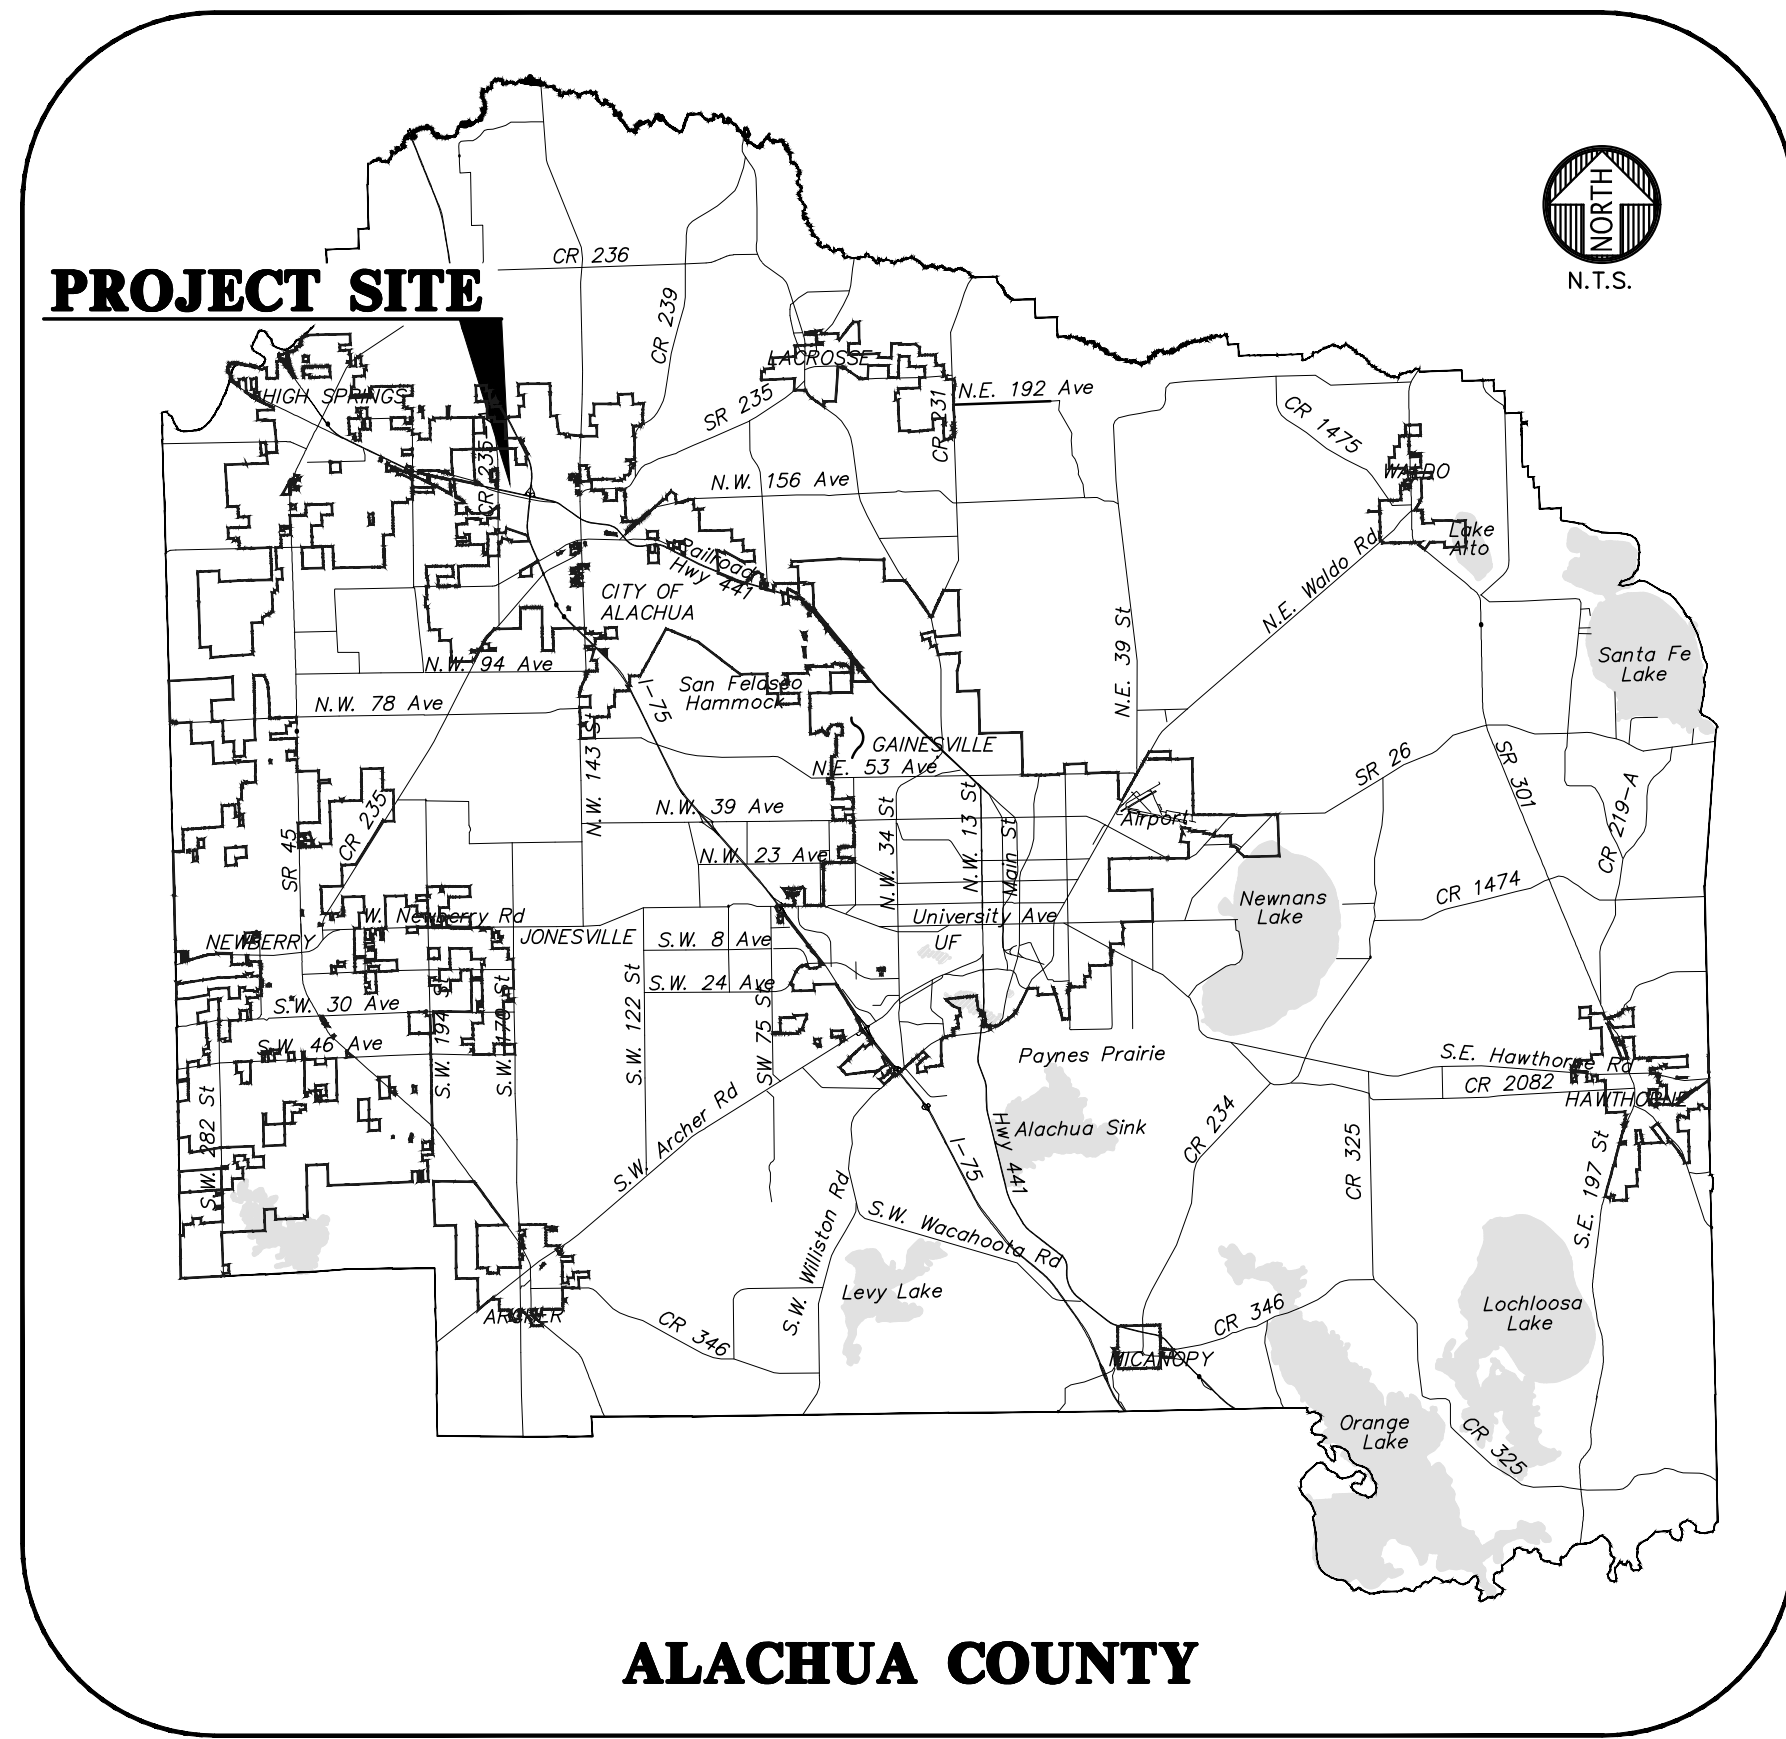 NORTH
N.T.S.
CR 236
PROJECT SITE
CR 239
LACROSSE
HIGH SPRINGS
N.E. 192 Ave
SR 235
CR 231
CR 1475
CR 235
N.W. 156 Ave
WALDO
Lake
Alto
Railroad
Hwy 441
N.E. Waldo Rd
CITY OF
ALACHUA
N.E. 39 St
Santa Fe
Lake
N.W. 94 Ave
San Felasco
Hammock
I-75
N.W. 78 Ave
N.W. 143 St
GAINESVILLE
N.E. 53 Ave
SR 26
SR 301
CR 219-A
N.W. 39 Ave
N.W. 34 St
N.W. 13 St
Main St
Airport
CR 235
SR 45
N.W. 23 Ave
CR 1474
Newnans
Lake
W. Newberry Rd
University Ave
NEWBERRY
JONESVILLE
S.W. 8 Ave
UF
S.W. 24 Ave
S.W. 30 Ave
S.W. 194 St
S.W. 170 St
S.W. 122 St
SW 75 St
S.W. 46 Ave
Paynes Prairie
S.E. Hawthorne Rd
CR 2082
HAWTHORNE
S.W. 282 St
S.W. Archer Rd
Alachua Sink
CR 234
CR 325
I-75
Hwy 441
S.E. 197 St
S.W. Williston Rd
S.W. Wacahoota Rd
Levy Lake
Lochloosa
Lake
ARCHER
CR 346
CR 346
MICANOPY
Orange
Lake
CR 325
ALACHUA COUNTY